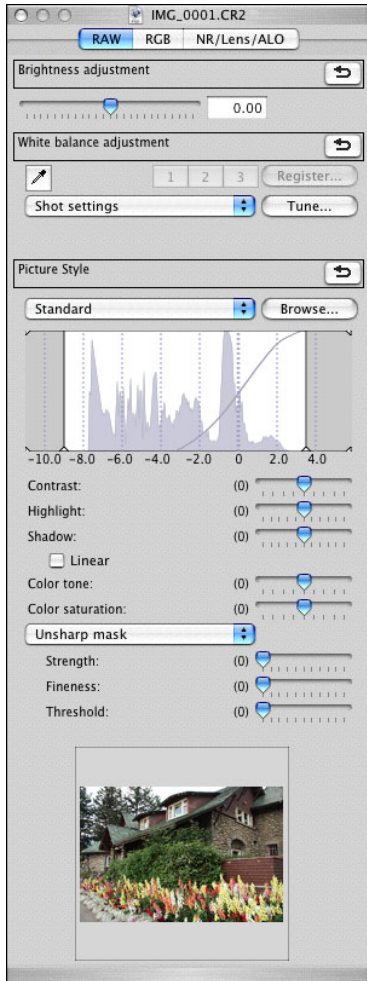 IMG_0001.CR2
RAW RGB NR/Lens/ALO
Brightness adjustment
0.00
White balance adjustment
1 2 3 Register...
Shot settings Tune...
Picture Style
Standard Browse...
-10.0 -8.0 -6.0 -4.0 -2.0 0 2.0 4.0
Contrast: (0)
Highlight: (0)
Shadow: (0)
Linear
Color tone: (0)
Color saturation: (0)
Unsharp mask
Strength: (0)
Fineness: (0)
Threshold: (0)